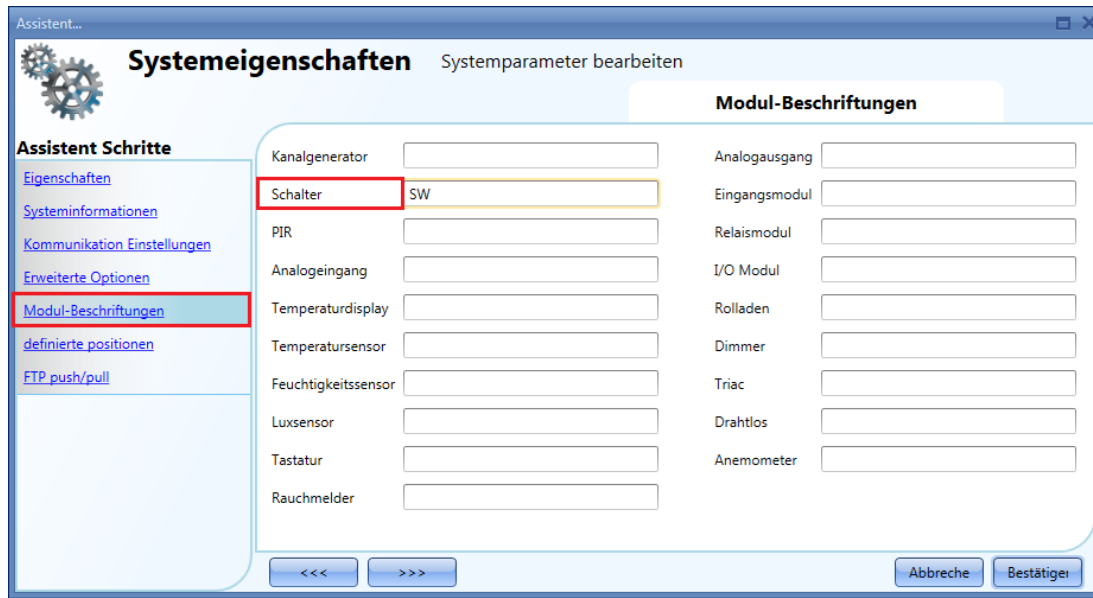 Assistent...
Systemeigenschaften Systemparameter bearbeiten
Modul-Beschriftungen
Assistent Schritte
Eigenschaften
Systeminformationen
Kommunikation Einstellungen
Erweiterte Optionen
Modul-Beschriftungen
definierte positionen
FTP push/pull
Kanalgenerator
Schalter SW
PIR
Analogeingang
Temperaturdisplay
Temperatursensor
Feuchtigkeitssensor
Luxsensor
Tastatur
Rauchmelder
Analogausgang
Eingangsmodul
Relaismodul
I/O Modul
Rolladen
Dimmer
Triac
Drahtlos
Anemometer
<<< >>> Abbreche Bestätiger